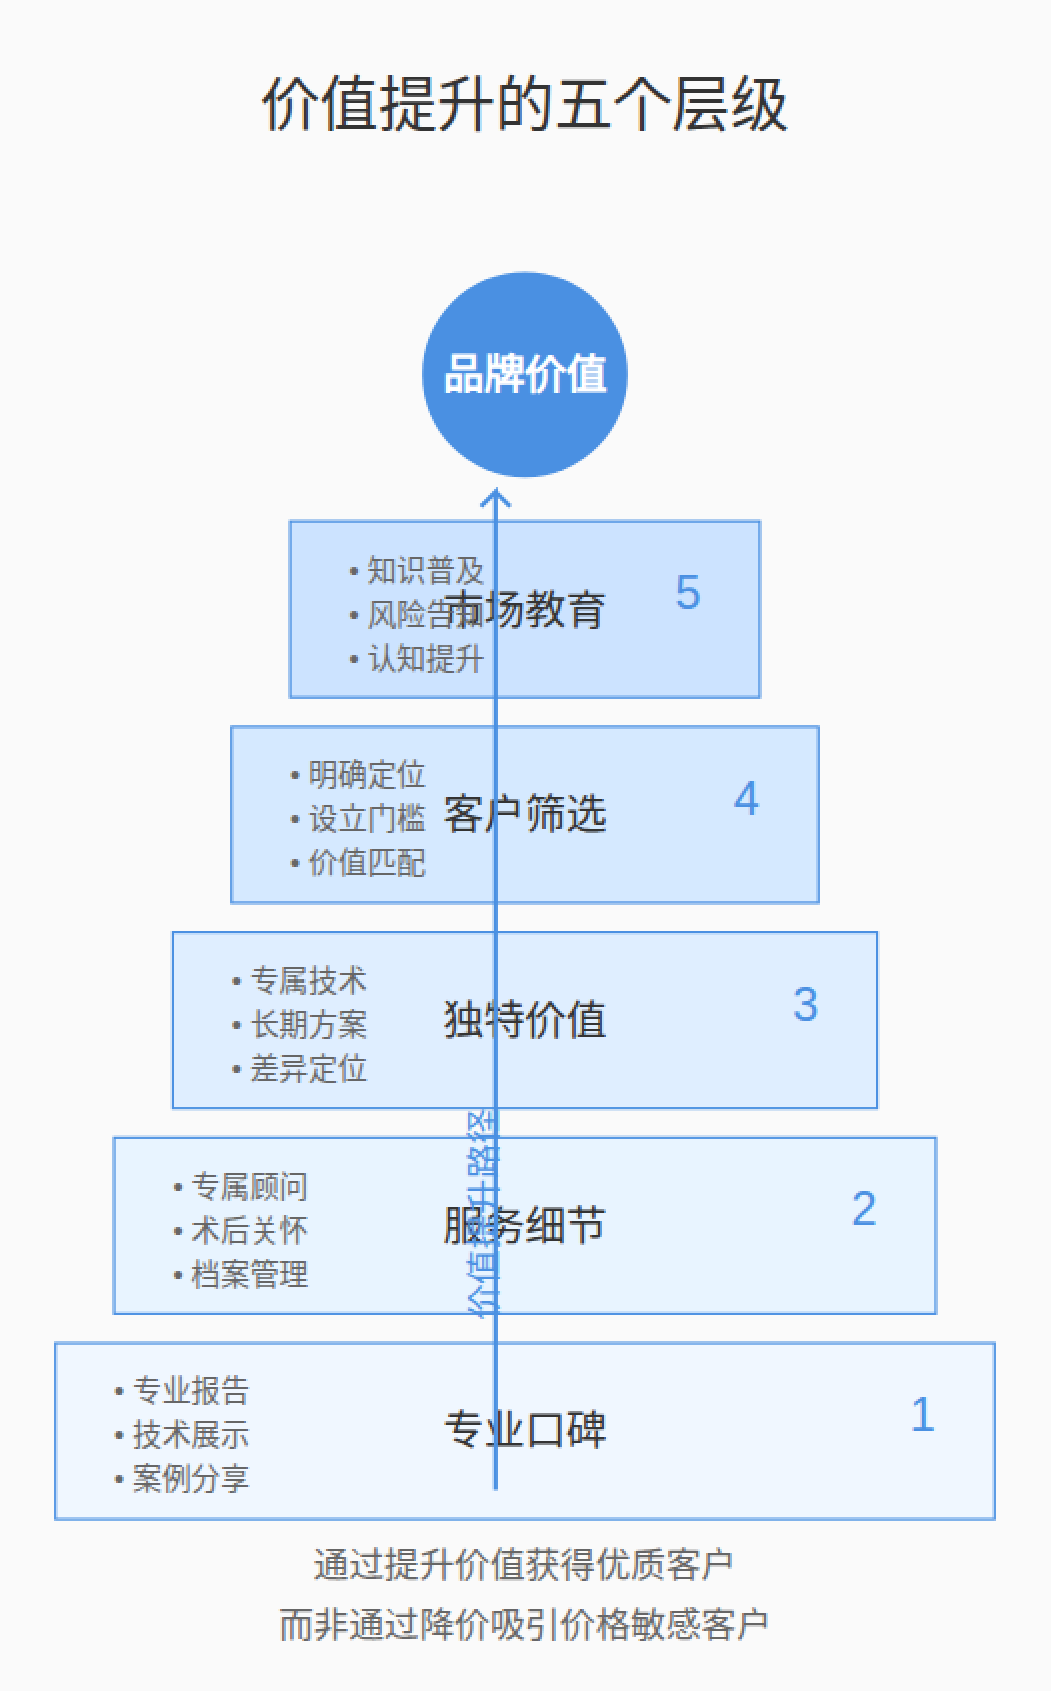 价值提升的五个层级
品牌价值
• 知识普及
• 风险告知
• 认知提升
市场教育
5
• 明确定位
• 设立门槛
• 价值匹配
客户筛选
4
• 专属技术
• 长期方案
• 差异定位
独特价值
3
价值提升路径
• 专属顾问
• 术后关怀
• 档案管理
服务细节
2
• 专业报告
• 技术展示
• 案例分享
专业口碑
1
通过提升价值获得优质客户
而非通过降价吸引价格敏感客户